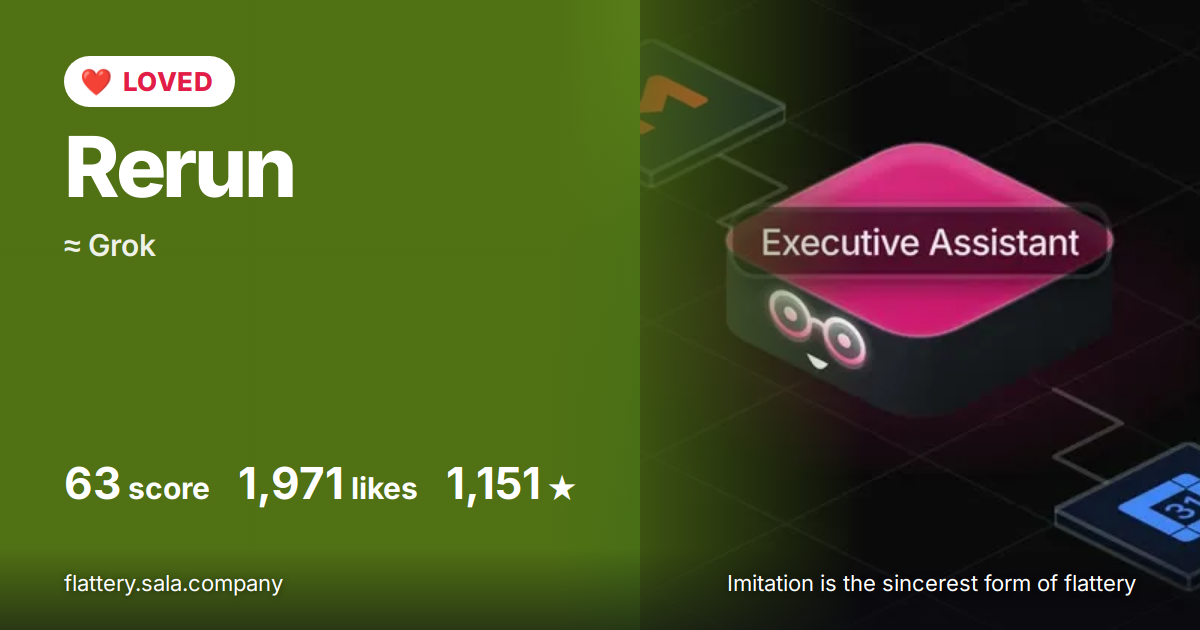 ❤️ LOVED
Rerun
≈ Grok
Executive Assistant
63 score 1,971 likes 1,151 ★
31
flattery.sala.company
Imitation is the sincerest form of flattery